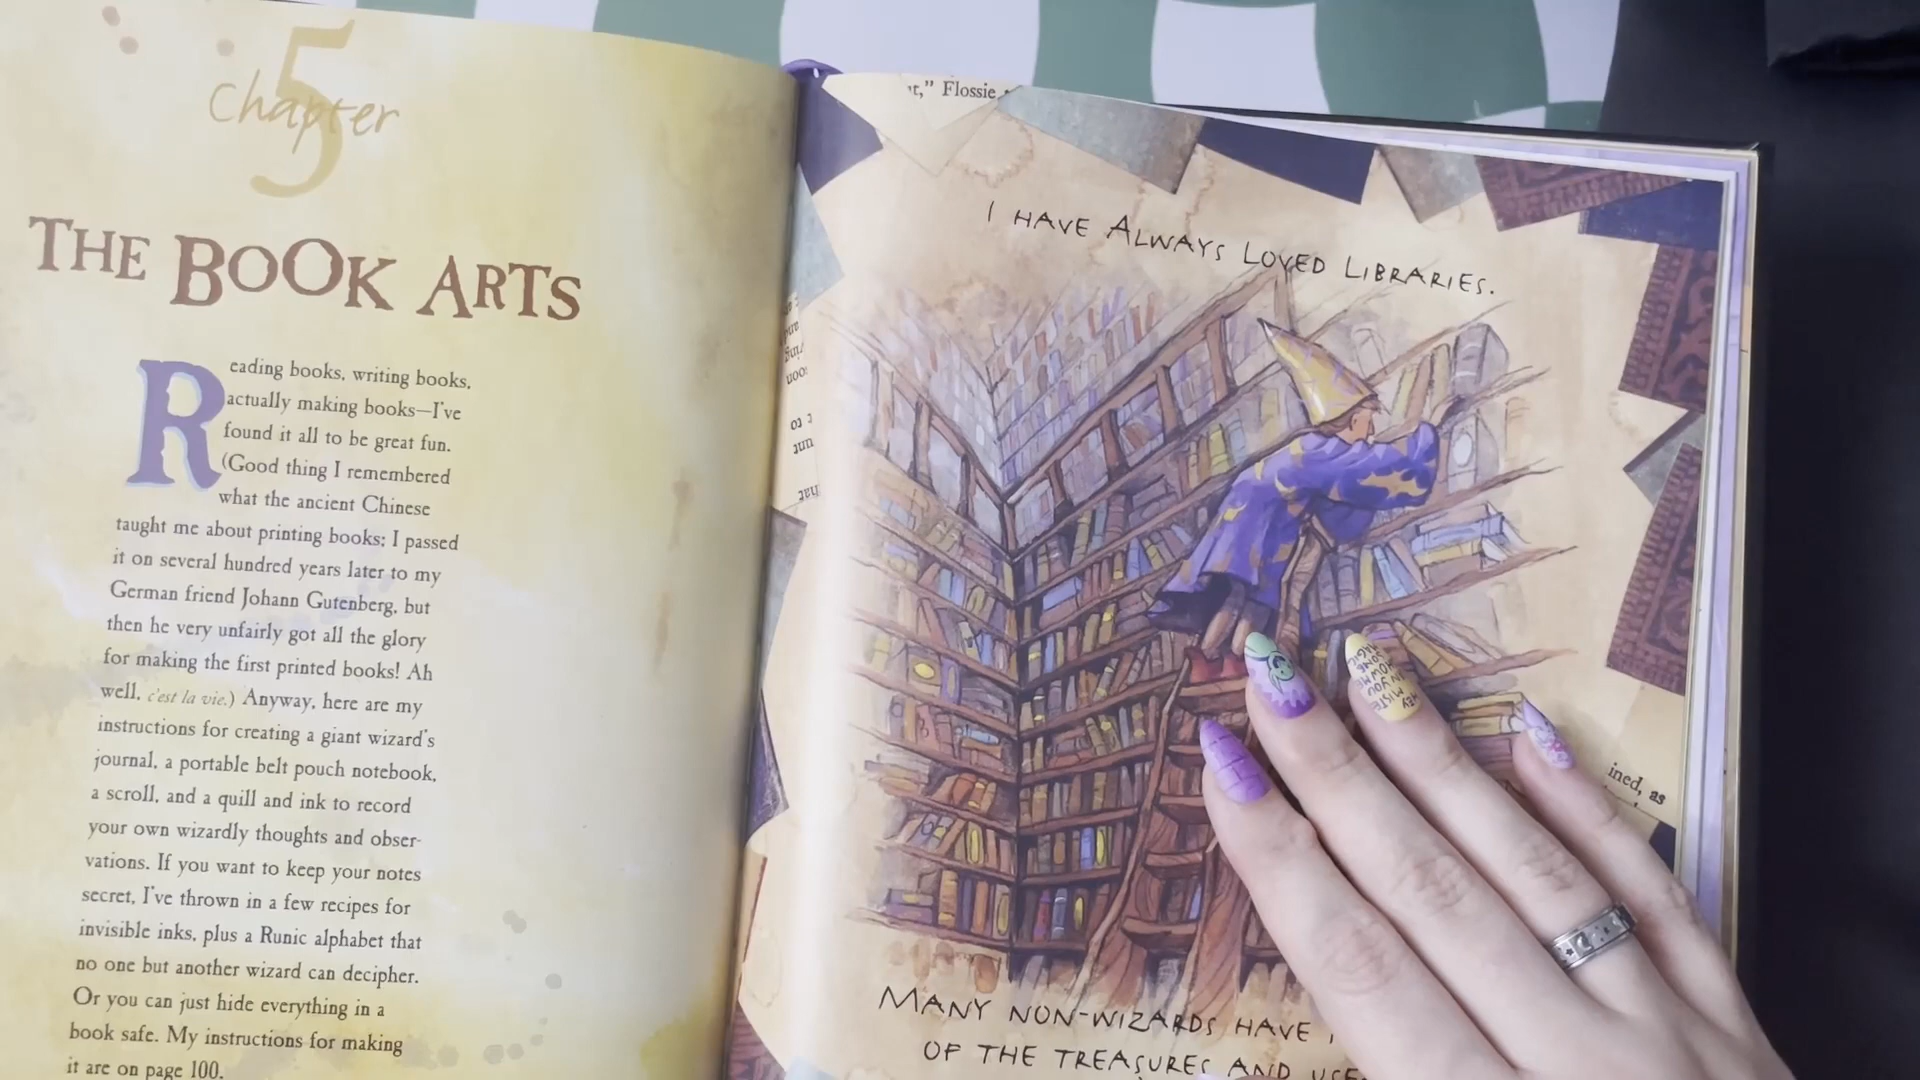 Chapter
5
THE BOOK ARTS
Reading books, writing books,
actually making books—I've
found it all to be great fun.
(Good thing I remembered
what the ancient Chinese
taught me about printing books; I passed
it on several hundred years later to my
German friend Johann Gutenberg, but
then he very unfairly got all the glory
for making the first printed books! Ah
well, c'est la vie.) Anyway, here are my
instructions for creating a giant wizard's
journal, a portable belt pouch notebook,
a scroll, and a quill and ink to record
your own wizardly thoughts and obser-
vations. If you want to keep your notes
secret, I've thrown in a few recipes for
invisible inks, plus a Runic alphabet that
no one but another wizard can decipher.
Or you can just hide everything in a
book safe. My instructions for making
it are on page 100.
Flossie
I HAVE ALWAYS LOVED LIBRARIES.
HEY
MISTE
IN YOU
HOW ME
SOME
MAGIC
ined, as
MANY NON-WIZARDS HAVE
OF THE TREASURES AND